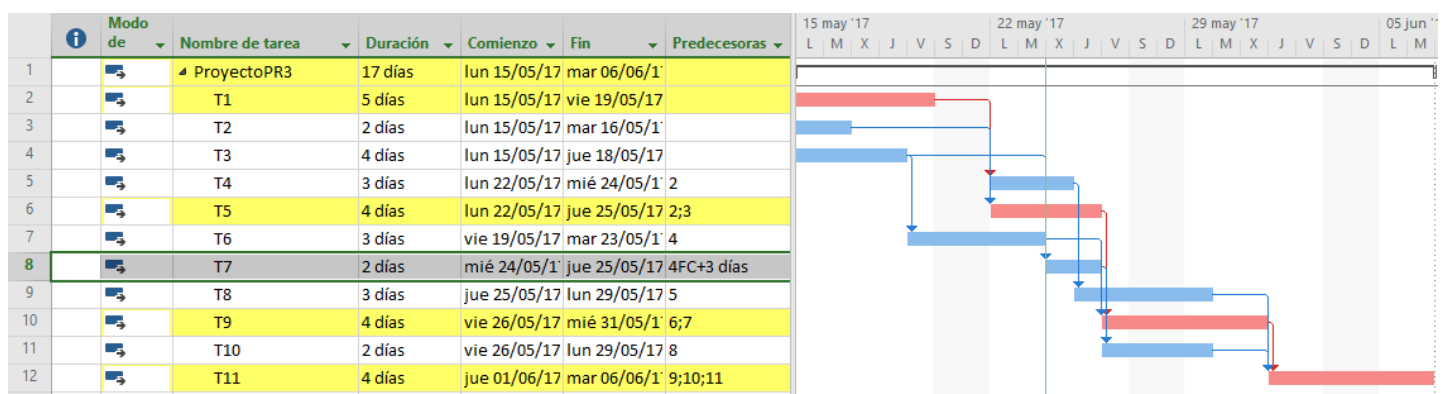 Modo de Nombre de tarea Duración Comienzo Fin Predecesoras
15 may '17 22 may '17 29 may '17 05 jun '1
L M X J V S D L M X J V S D L M X J V S D L M
1 ProyectoPR3 17 días lun 15/05/17 mar 06/06/1
2 T1 5 días lun 15/05/17 vie 19/05/17
3 T2 2 días lun 15/05/17 mar 16/05/1
4 T3 4 días lun 15/05/17 jue 18/05/17
5 T4 3 días lun 22/05/17 mié 24/05/1 2
6 T5 4 días lun 22/05/17 jue 25/05/17 2;3
7 T6 3 días vie 19/05/17 mar 23/05/1 4
8 T7 2 días mié 24/05/1 jue 25/05/17 4FC+3 días
9 T8 3 días jue 25/05/17 lun 29/05/17 5
10 T9 4 días vie 26/05/17 mié 31/05/1 6;7
11 T10 2 días vie 26/05/17 lun 29/05/17 8
12 T11 4 días jue 01/06/17 mar 06/06/1 9;10;11